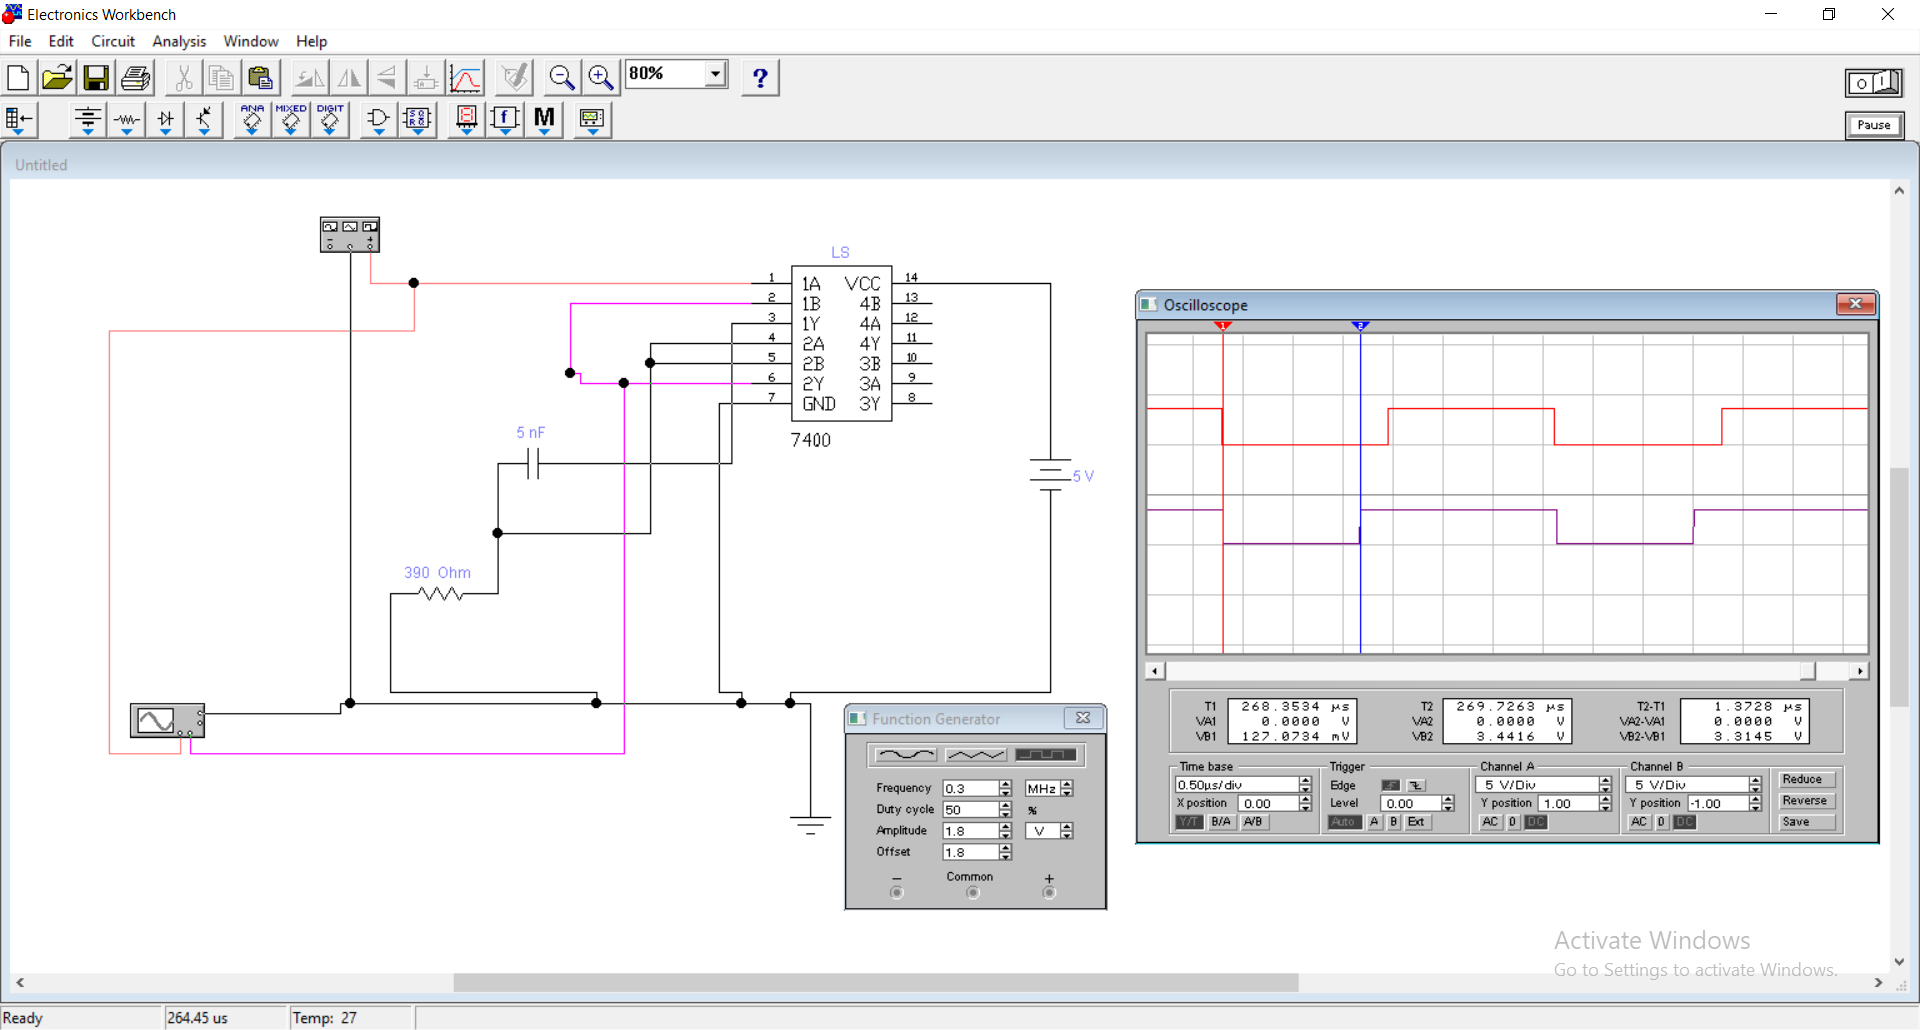 Electronics Workbench
File Edit Circuit Analysis Window Help
80%
?
ANA MIXED DIGIT
f M
Pause
Untitled
LS
1 1A VCC 14
2 1B 4B 13
3 1Y 4A 12
4 2A 4Y 11
5 2B 3B 10
6 2Y 3A 9
7 GND 3Y 8
7400
5 nF
5 V
390 Ohm
Oscilloscope
1 2
T1 268.3534 µs T2 269.7263 µs T2-T1 1.3728 µs
VA1 0.0000 V VA2 0.0000 V VA2-VA1 0.0000 V
VB1 127.0734 mV VB2 3.4416 V VB2-VB1 3.3145 V
Time base Trigger Channel A Channel B
0.50µs/div Edge 5 V/Div 5 V/Div Reduce
X position 0.00 Level 0.00 Y position 1.00 Y position -1.00 Reverse
Y/T B/A A/B Auto A B Ext AC 0 DC AC 0 DC Save
Function Generator
Frequency 0.3 MHz
Duty cycle 50 %
Amplitude 1.8 V
Offset 1.8
− Common +
Activate Windows
Go to Settings to activate Windows.
Ready 264.45 us Temp: 27